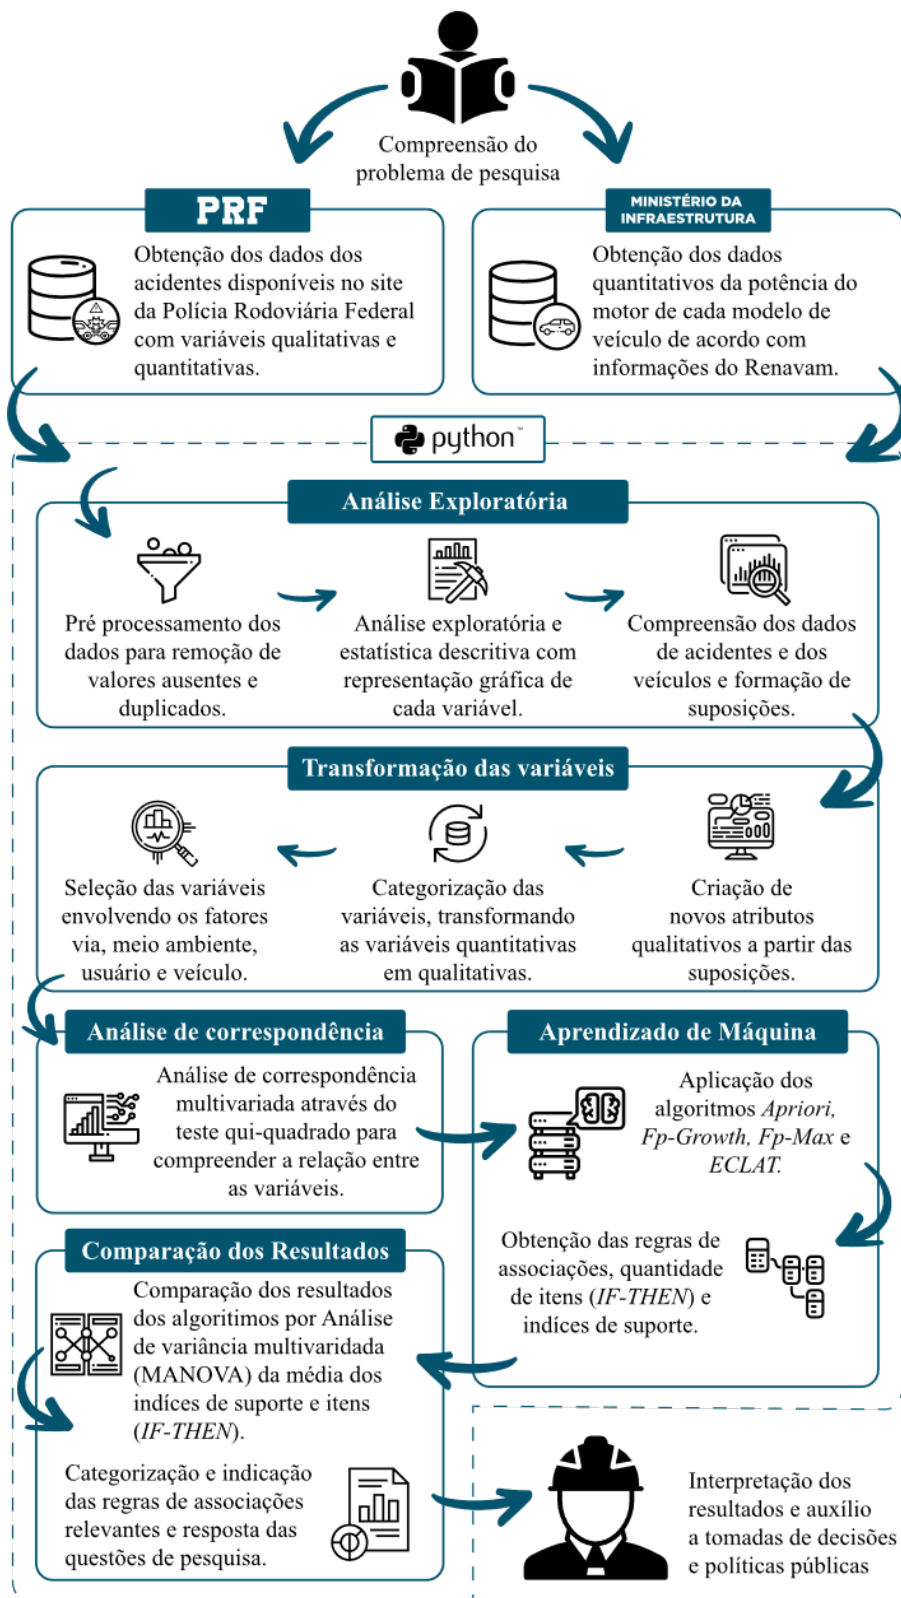 Compreensão do
problema de pesquisa
PRF
Obtenção dos dados dos
acidentes disponíveis no site
da Polícia Rodoviária Federal
com variáveis qualitativas e
quantitativas.
MINISTÉRIO DA
INFRAESTRUTURA
Obtenção dos dados
quantitativos da potência do
motor de cada modelo de
veículo de acordo com
informações do Renavam.
python™
Análise Exploratória
Pré processamento dos
dados para remoção de
valores ausentes e
duplicados.
Análise exploratória e
estatística descritiva com
representação gráfica de
cada variável.
Compreensão dos dados
de acidentes e dos
veículos e formação de
suposições.
Transformação das variáveis
Seleção das variáveis
envolvendo os fatores
via, meio ambiente,
usuário e veículo.
Categorização das
variáveis, transformando
as variáveis quantitativas
em qualitativas.
Criação de
novos atributos
qualitativos a partir das
suposições.
Análise de correspondência
Análise de correspondência
multivariada através do
teste qui-quadrado para
compreender a relação entre
as variáveis.
Aprendizado de Máquina
Aplicação dos
algoritmos Apriori,
Fp-Growth, Fp-Max e
ECLAT.
Obtenção das regras de
associações, quantidade
de itens (IF-THEN) e
indíces de suporte.
Comparação dos Resultados
Comparação dos resultados
dos algoritimos por Análise
de variância multivaridada
(MANOVA) da média dos
indíces de suporte e itens
(IF-THEN).
Categorização e indicação
das regras de associações
relevantes e resposta das
questões de pesquisa.
Interpretação dos
resultados e auxílio
a tomadas de decisões
e políticas públicas